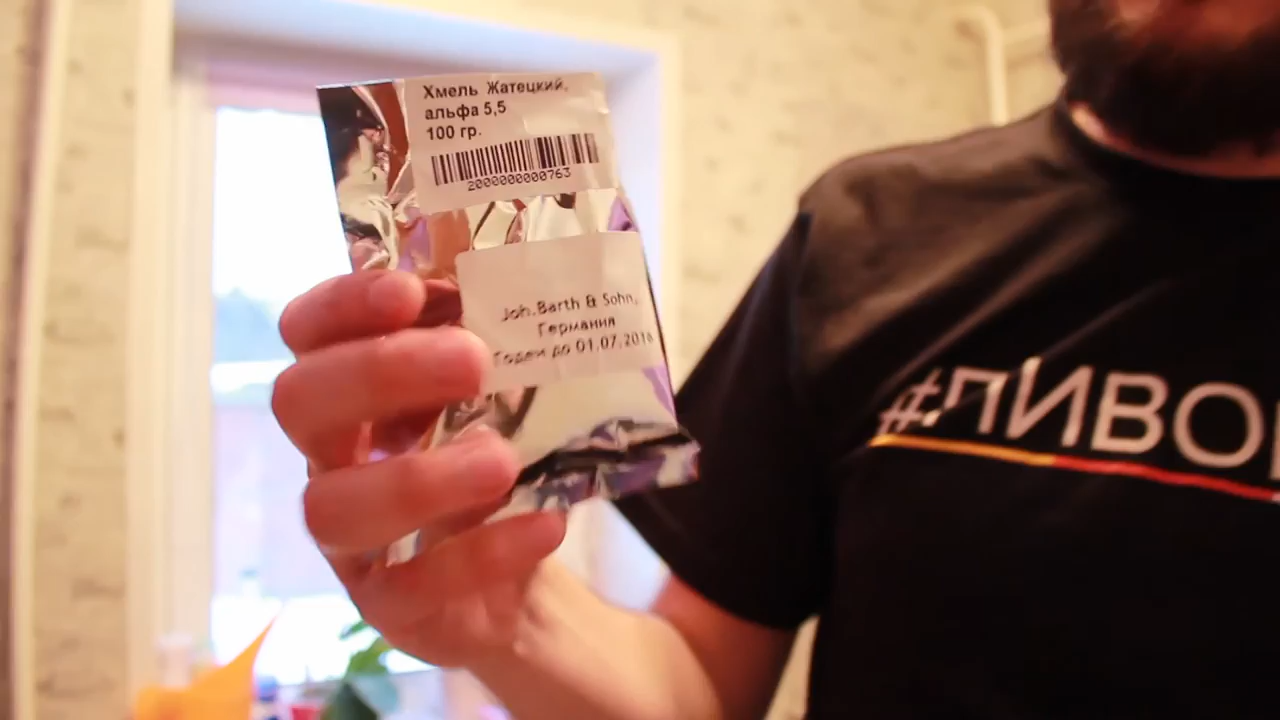 Хмель Жатецкий,
альфа 5,5
100 гр.
2000000000763
Joh.Barth & Sohn,
Германия
Годен до 01.07.2018
#ПИВО